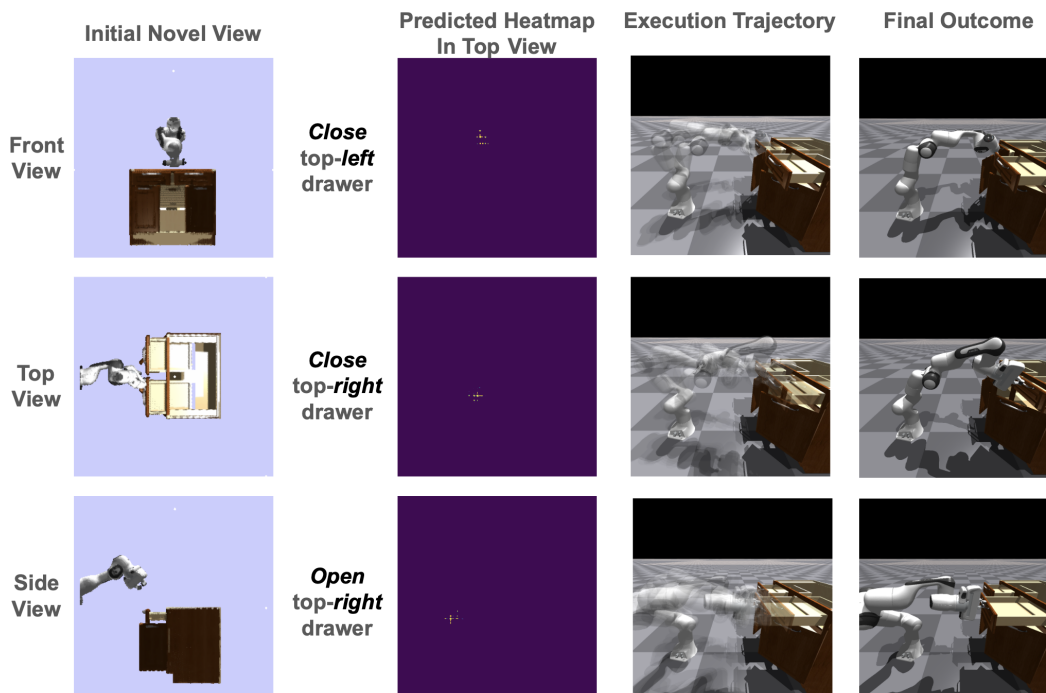 Initial Novel View
Predicted Heatmap
In Top View
Execution Trajectory
Final Outcome
Front
View
Close
top-left
drawer
Top
View
Close
top-right
drawer
Side
View
Open
top-right
drawer